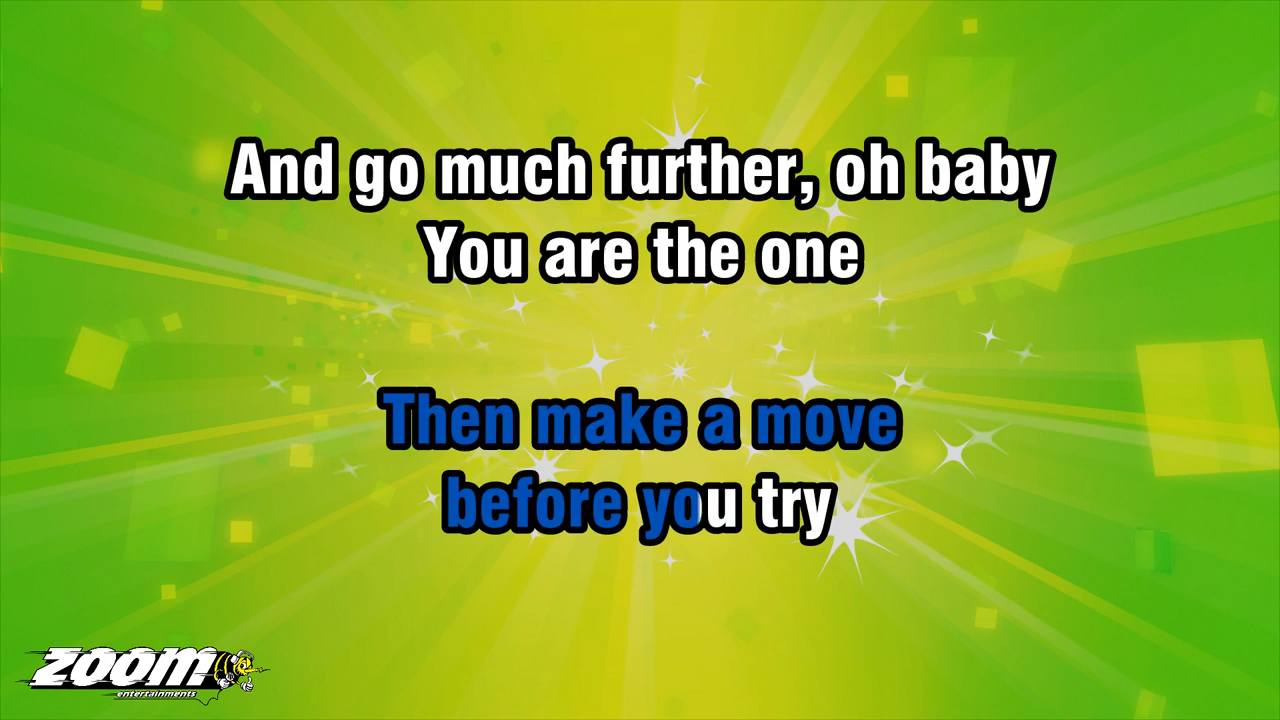 And go much further, oh baby
You are the one
Then make a move
before you try
zoom
entertainments